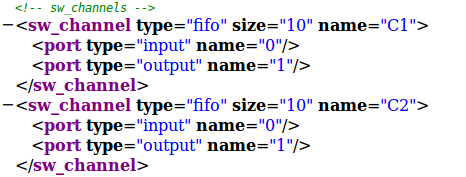 <!-- sw_channels -->
−<sw_channel type="fifo" size="10" name="C1">
<port type="input" name="0"/>
<port type="output" name="1"/>
</sw_channel>
−<sw_channel type="fifo" size="10" name="C2">
<port type="input" name="0"/>
<port type="output" name="1"/>
</sw_channel>